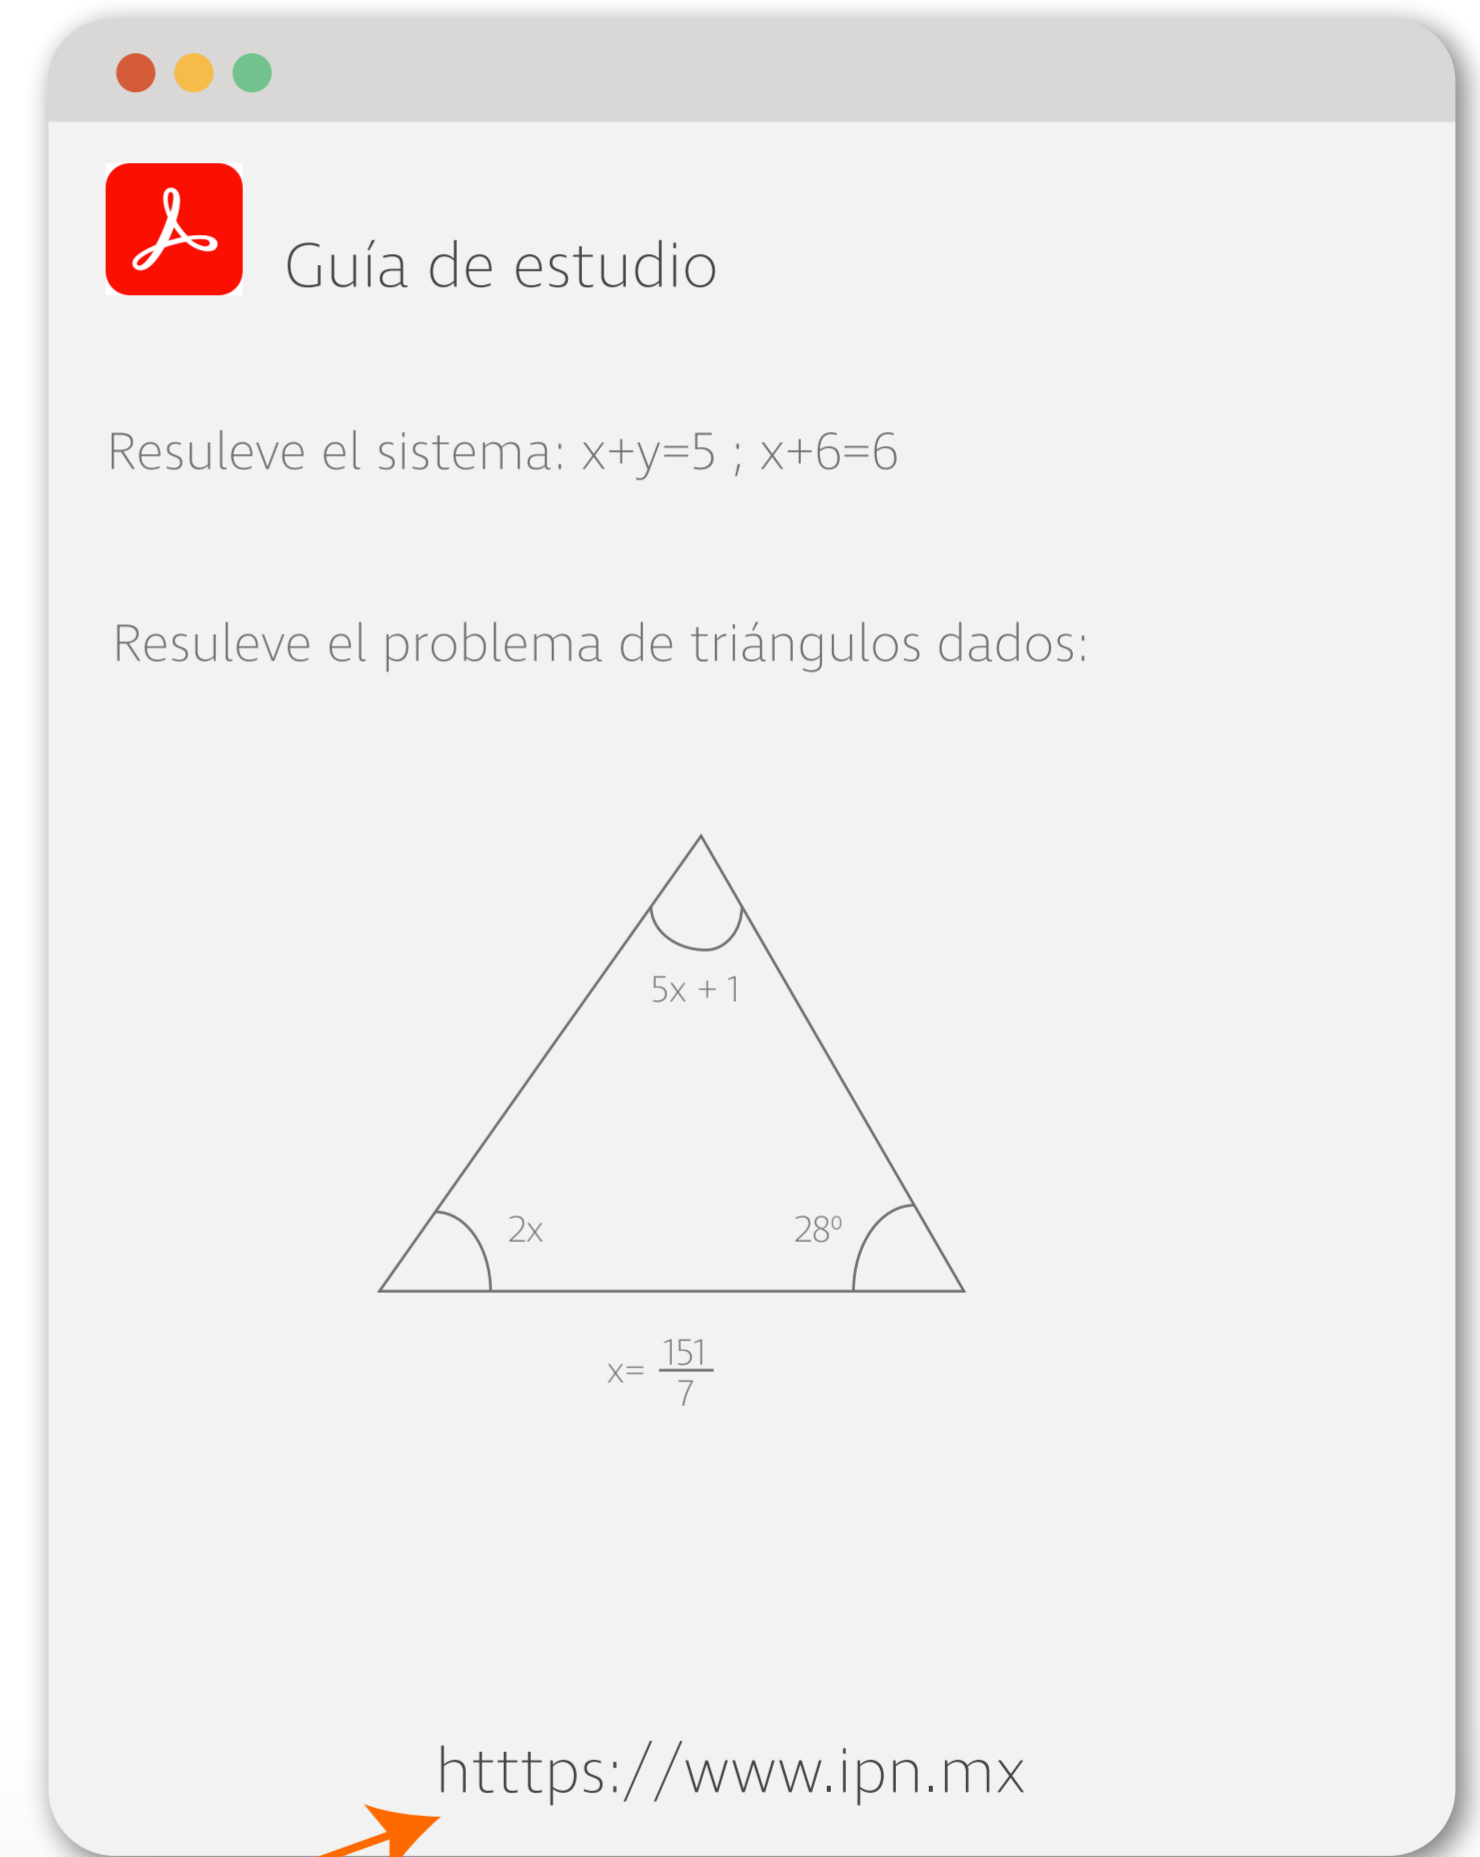 Guía de estudio
Resuleve el sistema: x+y=5 ; x+6=6
Resuleve el problema de triángulos dados:
5x + 1
2x
28º
x= 151/7
htttps://www.ipn.mx